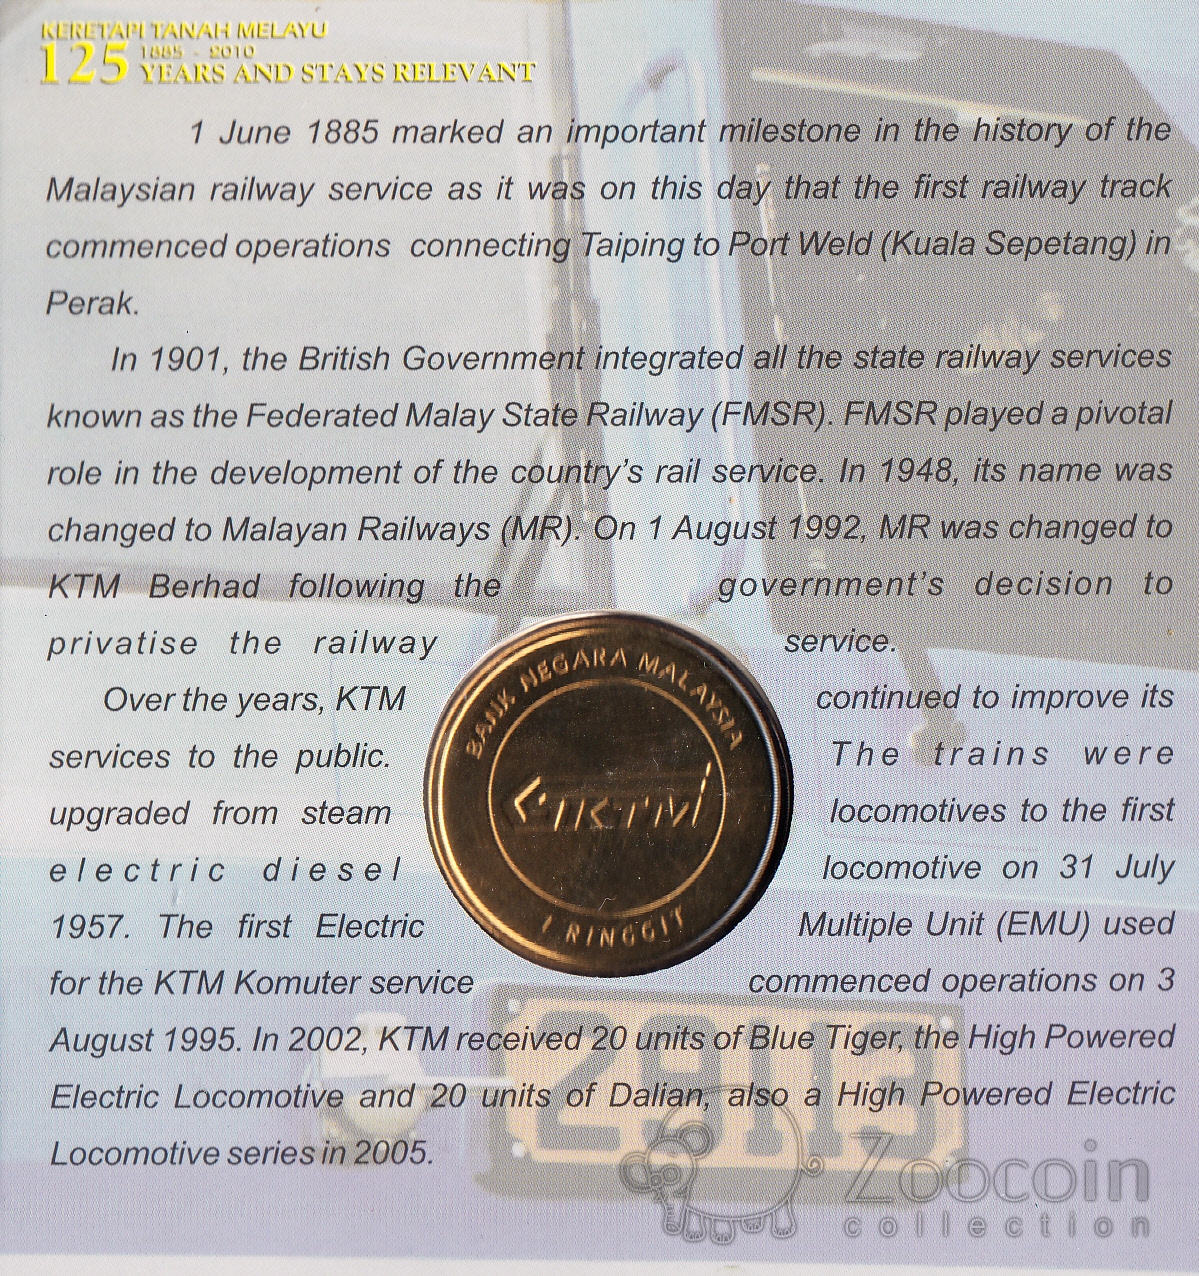 KERETAPI TANAH MELAYU
125 1885 - 2010
YEARS AND STAYS RELEVANT
1 June 1885 marked an important milestone in the history of the
Malaysian railway service as it was on this day that the first railway track
commenced operations connecting Taiping to Port Weld (Kuala Sepetang) in
Perak.
In 1901, the British Government integrated all the state railway services
known as the Federated Malay State Railway (FMSR). FMSR played a pivotal
role in the development of the country's rail service. In 1948, its name was
changed to Malayan Railways (MR). On 1 August 1992, MR was changed to
KTM Berhad following the government's decision to
privatise the railway service.
Over the years, KTM continued to improve its
services to the public. The trains were
upgraded from steam locomotives to the first
electric diesel locomotive on 31 July
1957. The first Electric Multiple Unit (EMU) used
for the KTM Komuter service commenced operations on 3
August 1995. In 2002, KTM received 20 units of Blue Tiger, the High Powered
Electric Locomotive and 20 units of Dalian, also a High Powered Electric
Locomotive series in 2005.
BANK NEGARA MALAYSIA
KTM
1 RINGGIT
29113
Zoocoin
collection